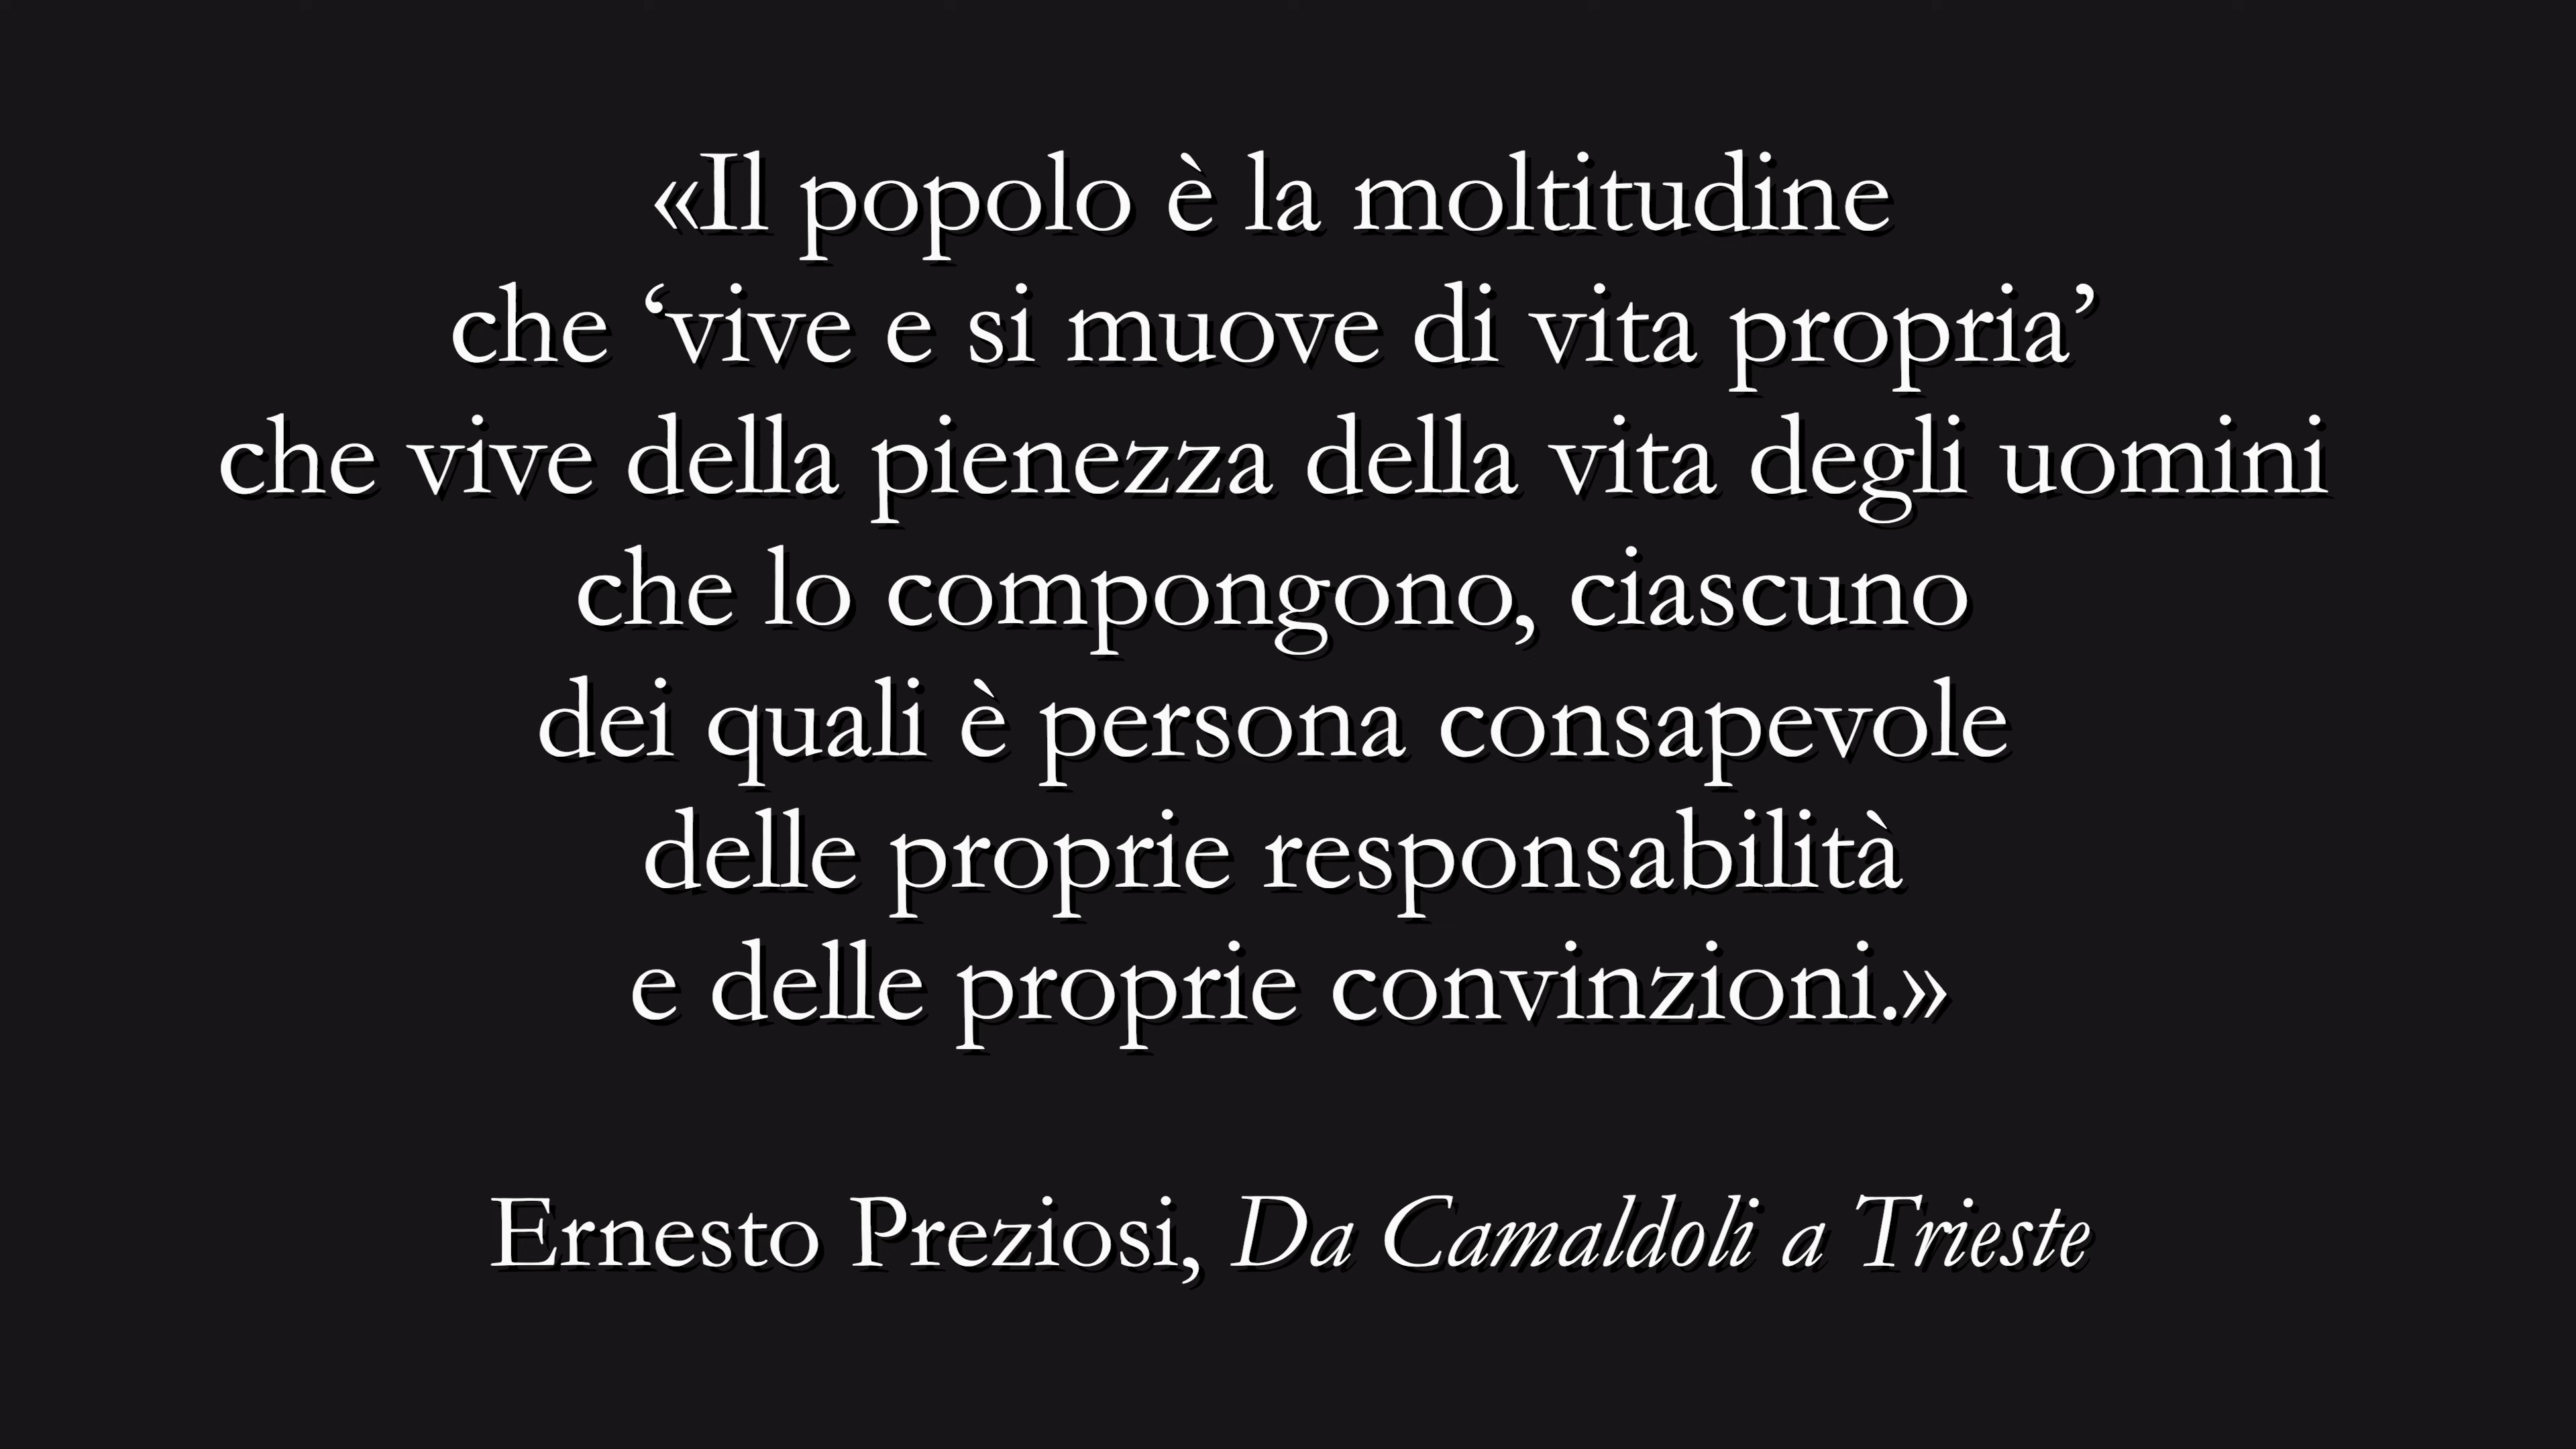 «Il popolo è la moltitudine
che ‘vive e si muove di vita propria’
che vive della pienezza della vita degli uomini
che lo compongono, ciascuno
dei quali è persona consapevole
delle proprie responsabilità
e delle proprie convinzioni.»
Ernesto Preziosi, Da Camaldoli a Trieste